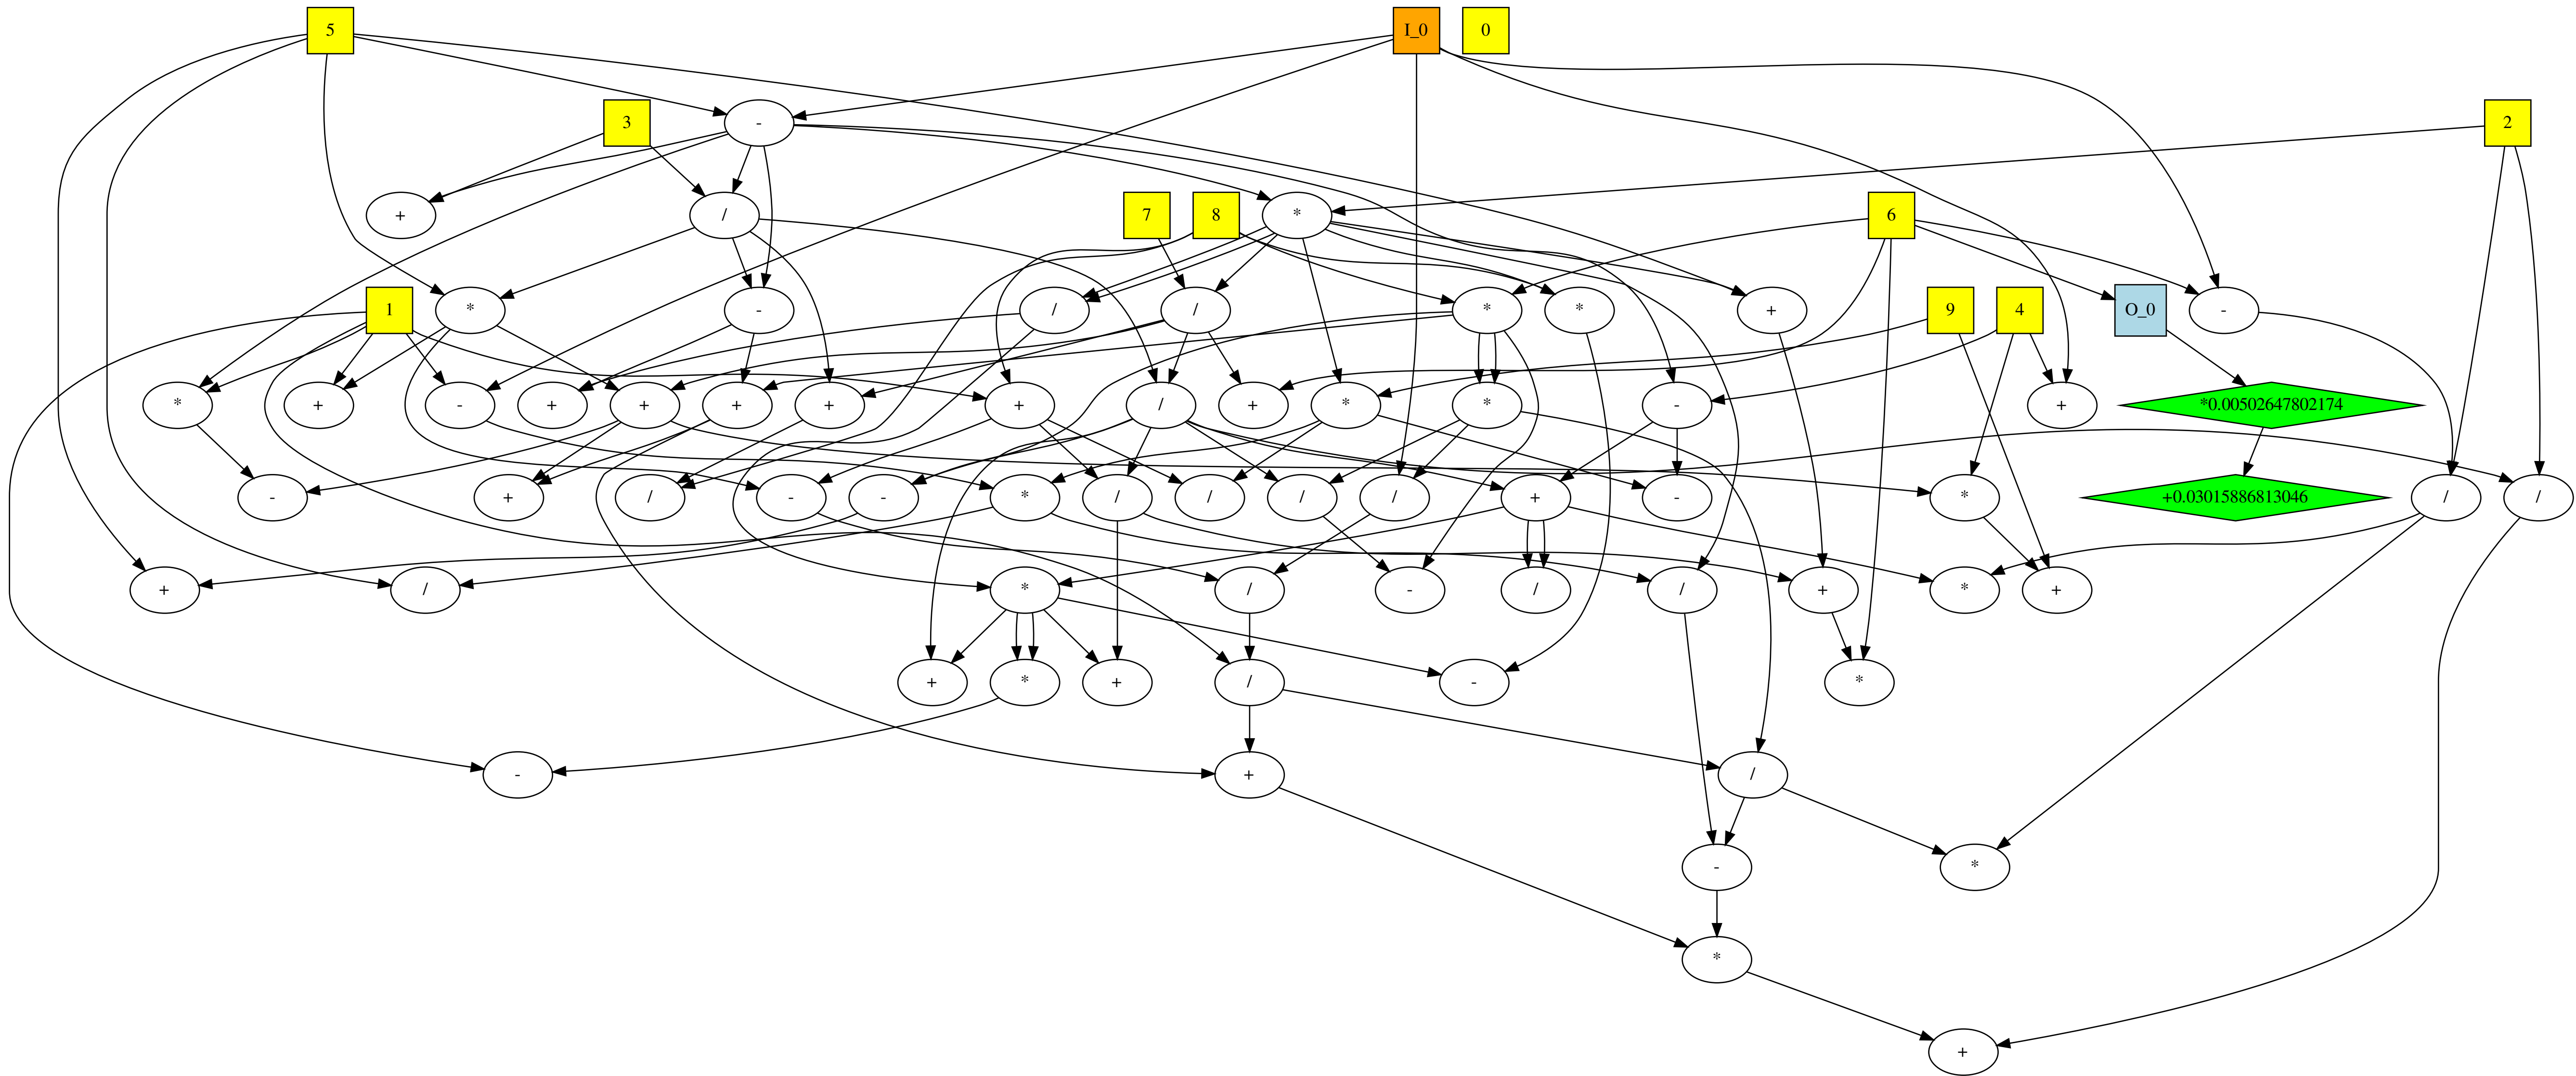 5 I_0 0
3 - 2
+ / 7 8 * 6
1 * - / / * * + 9 4 O_0 -
* + - + + + + + / + * * - + *0.00502647802174
- + / - - * / / / / + - * +0.03015886813046 / /
+ / * / - / / + * +
+ * + / - *
- + /
- *
*
+